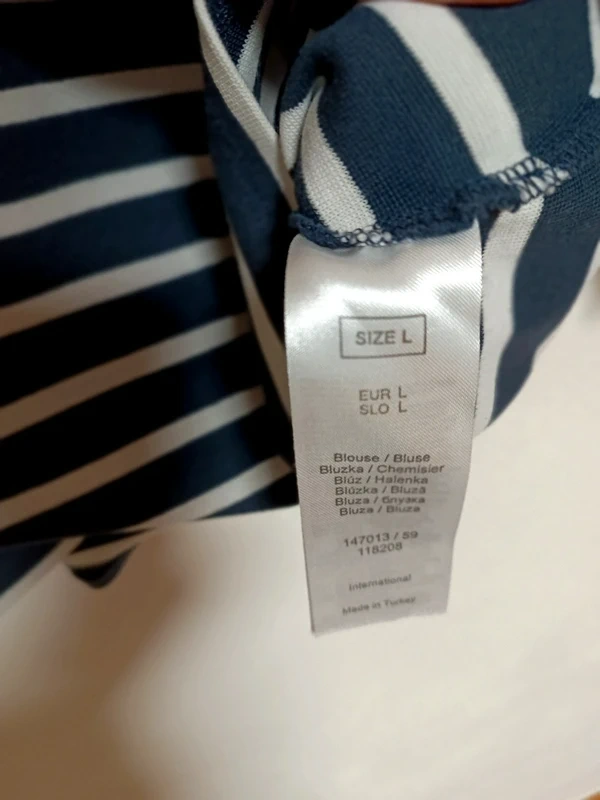 SIZE L
EUR L
SLO L
Blouse / Bluse
Bluzka / Chemisier
Blúz / Halenka
Blúzka / Bluză
Bluza / блузка
Bluza / Bluza
147013 / 89
118208
International
Made in Turkey